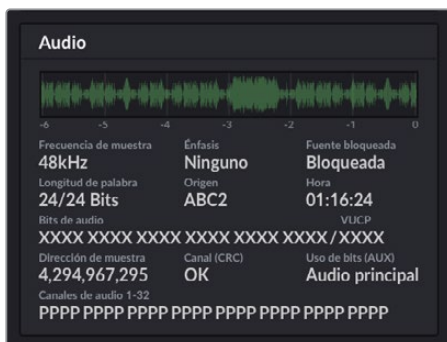 Audio
-6 -5 -4 -3 -2 -1 0
Frecuencia de muestra Énfasis Fuente bloqueada
48kHz Ninguno Bloqueada
Longitud de palabra Origen Hora
24/24 Bits ABC2 01:16:24
Bits de audio VUCP
XXXX XXXX XXXX XXXX XXXX XXXX/XXXX
Dirección de muestra Canal (CRC) Uso de bits (AUX)
4,294,967,295 OK Audio principal
Canales de audio 1-32
PPPP PPPP PPPP PPPP PPPP PPPP PPPP PPPP